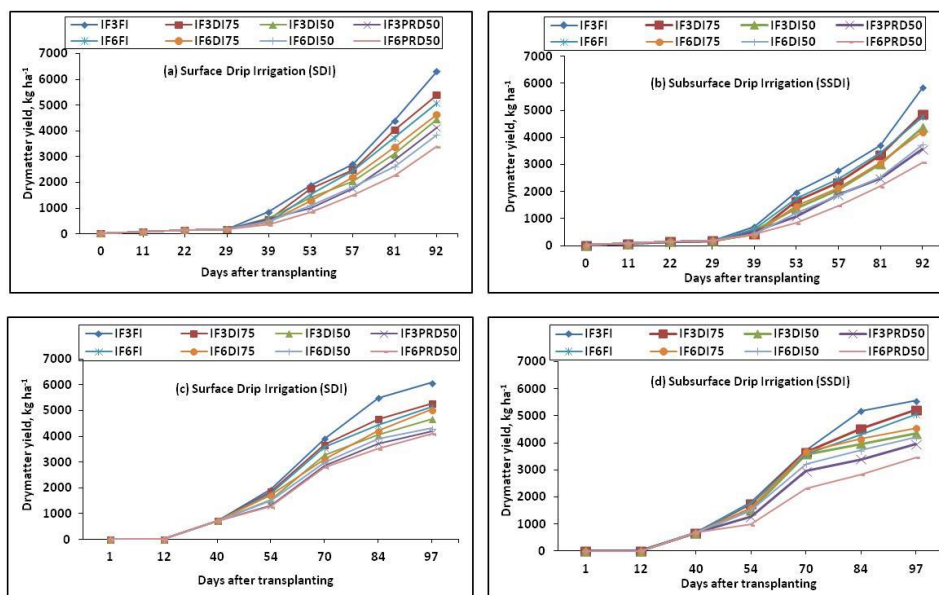 IF3FI IF3DI75 IF3DI50 IF3PRD50
IF6FI IF6DI75 IF6DI50 IF6PRD50
(a) Surface Drip Irrigation (SDI)
Drymatter yield, kg ha-1
7000
6000
5000
4000
3000
2000
1000
0
0 11 22 29 39 53 57 81 92
Days after transplanting
IF3FI IF3DI75 IF3DI50 IF3PRD50
IF6FI IF6DI75 IF6DI50 IF6PRD50
(b) Subsurface Drip Irrigation (SSDI)
Drymatter yield, kg ha-1
7000
6000
5000
4000
3000
2000
1000
0
0 11 22 29 39 53 57 81 92
Days after transplanting
IF3FI IF3DI75 IF3DI50 IF3PRD50
IF6FI IF6DI75 IF6DI50 IF6PRD50
(c) Surface Drip Irrigation (SDI)
Drymatter yield, kg ha-1
7000
6000
5000
4000
3000
2000
1000
0
1 12 40 54 70 84 97
Days after transplanting
IF3FI IF3DI75 IF3DI50 IF3PRD50
IF6FI IF6DI75 IF6DI50 IF6PRD50
(d) Subsurface Drip Irrigation (SSDI)
Drymatter yield, kg ha-1
7000
6000
5000
4000
3000
2000
1000
0
1 12 40 54 70 84 97
Days after transplanting